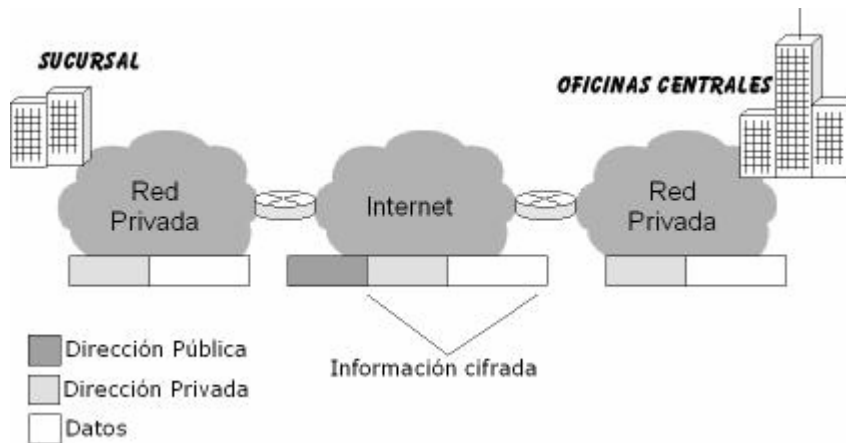 SUCURSAL
OFICINAS CENTRALES
Red
Privada
Internet
Red
Privada
Dirección Pública
Información cifrada
Dirección Privada
Datos